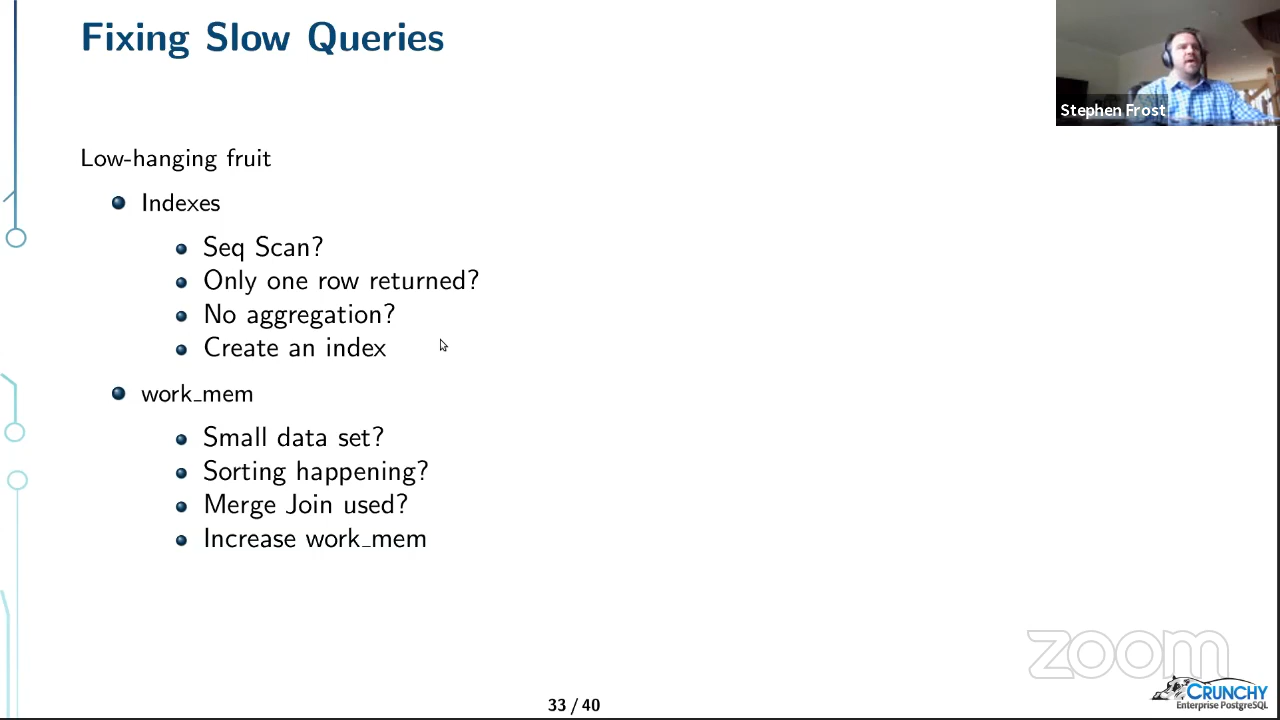 Fixing Slow Queries
Stephen Frost
Low-hanging fruit
Indexes
Seq Scan?
Only one row returned?
No aggregation?
Create an index
work_mem
Small data set?
Sorting happening?
Merge Join used?
Increase work_mem
zoom
CRUNCHY
Enterprise PostgreSQL
33 / 40